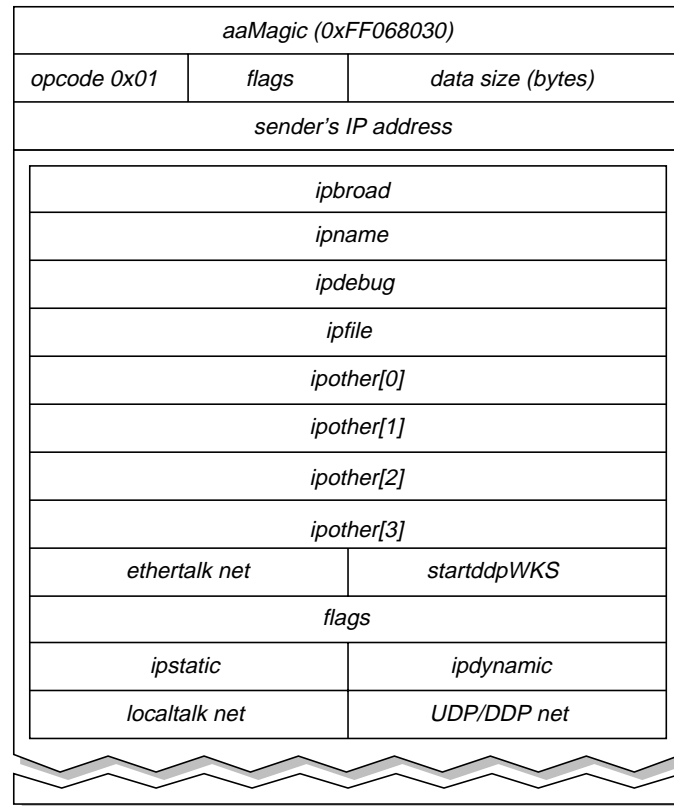 aaMagic (0xFF068030)
opcode 0x01 flags data size (bytes)
sender's IP address
ipbroad
ipname
ipdebug
ipfile
ipother[0]
ipother[1]
ipother[2]
ipother[3]
ethertalk net startddpWKS
flags
ipstatic ipdynamic
localtalk net UDP/DDP net